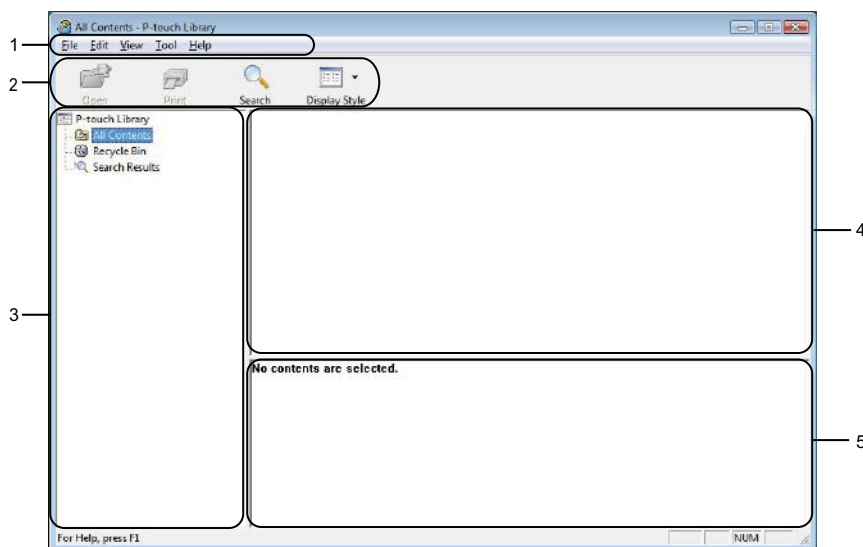 All Contents - P-touch Library
File Edit View Tool Help
1
2
Open Print Search Display Style
P-touch Library
All Contents
Recycle Bin
Search Results
4
3
No contents are selected.
5
For Help, press F1 NUM